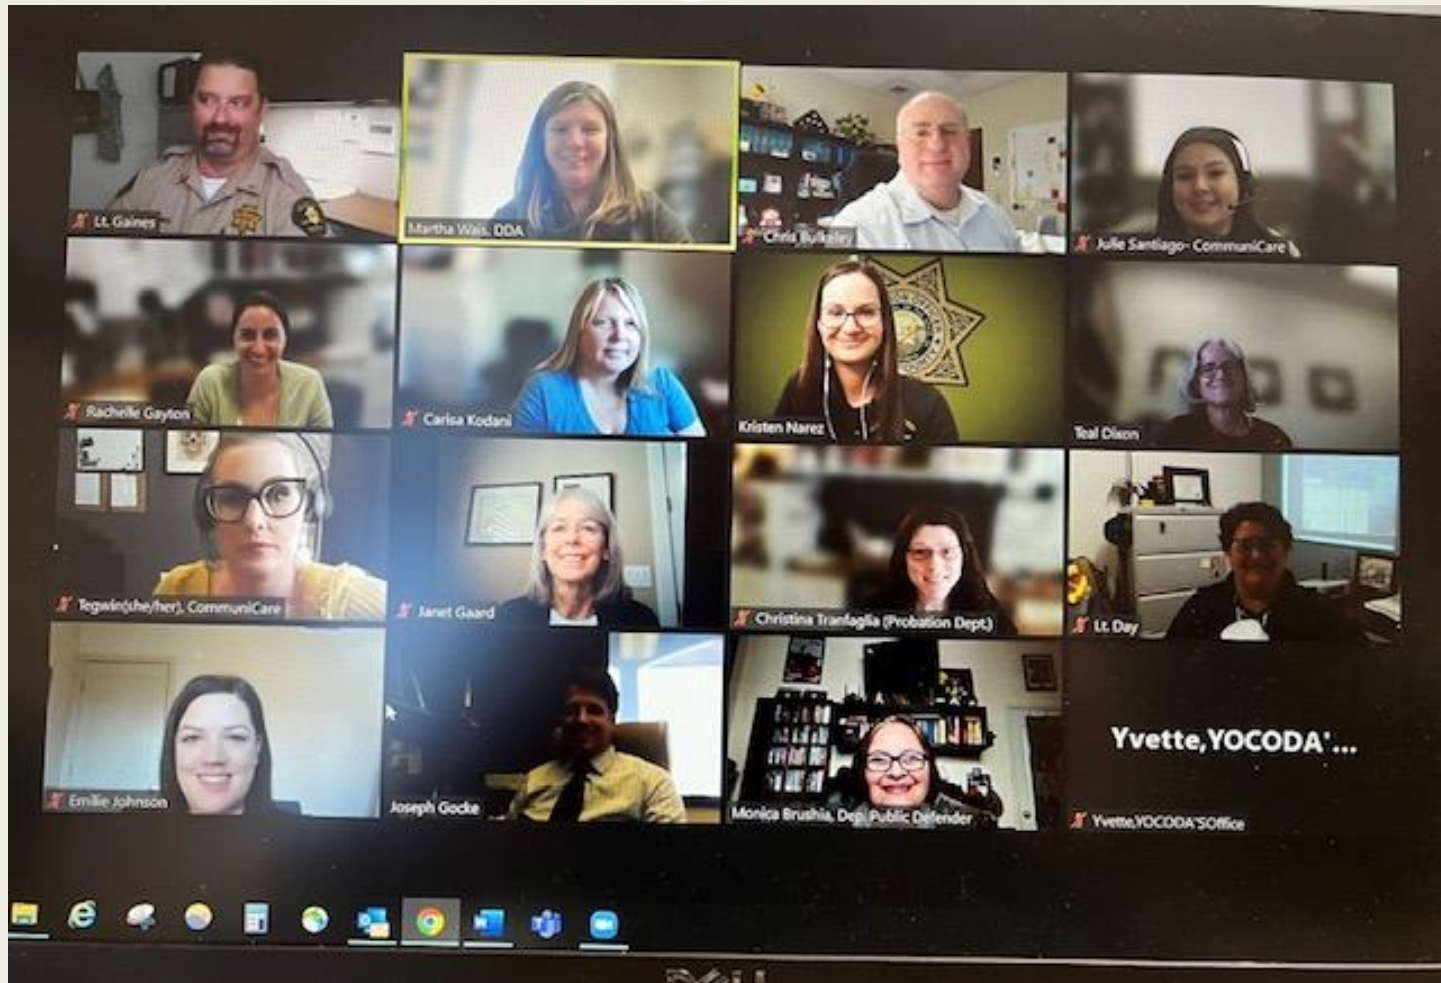 Lt. Gaines
Martha Wais, DDA
Chris Bulkeley
Julie Santiago- CommuniCare
Rachelle Gayton
Carisa Kodani
Kristen Narez
Teal Dixon
Tegwin(she/her), CommuniCare
Janet Gaard
Christina Tranfaglia (Probation Dept.)
Lt. Day
Emilie Johnson
Joseph Gocke
Monica Brushia, Dep. Public Defender
Yvette,YOCODA'...
Yvette,YOCODA'SOffice
DELL